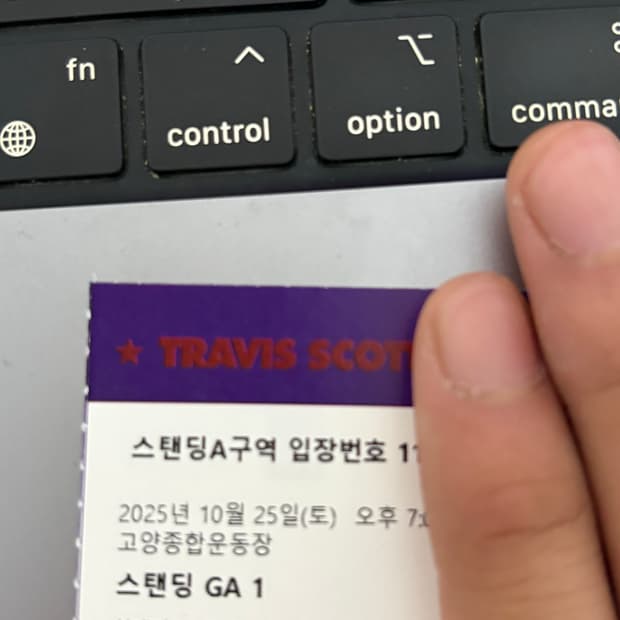 fn
control
option
★ TRAVIS SCOT
스탠딩A구역 입장번호 11
2025년 10월 25일(토) 오후 7:
고양종합운동장
스탠딩 GA 1